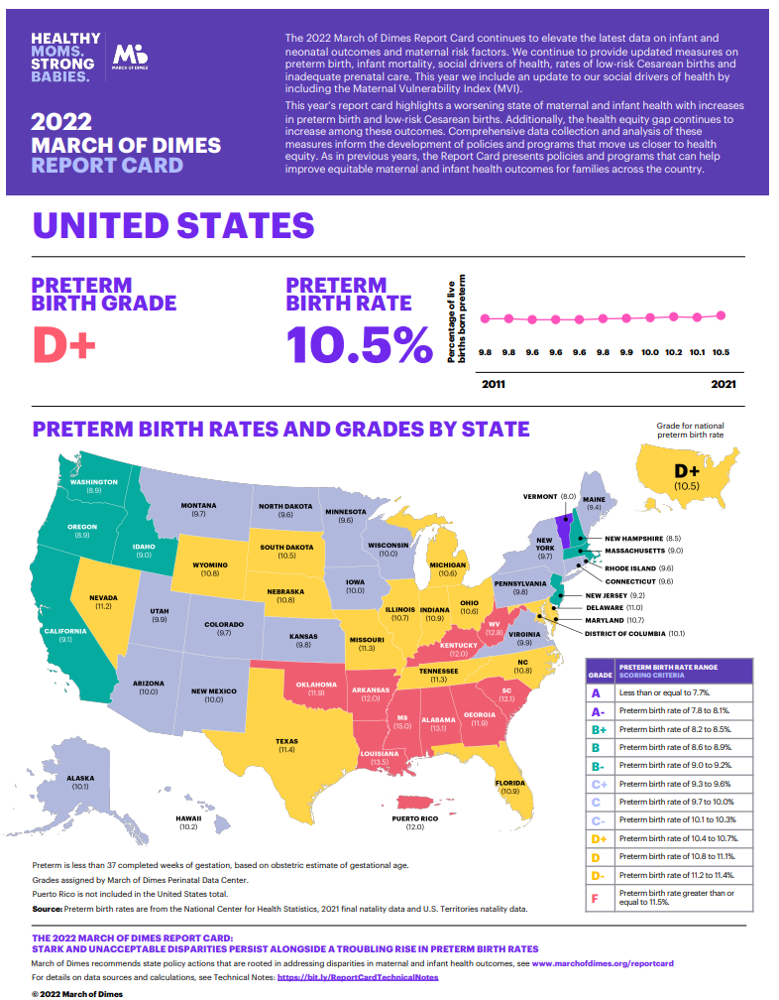 HEALTHY
MOMS.
STRONG
BABIES.
MARCH OF DIMES
2022
MARCH OF DIMES
REPORT CARD
The 2022 March of Dimes Report Card continues to elevate the latest data on infant and
neonatal outcomes and maternal risk factors. We continue to provide updated measures on
preterm birth, infant mortality, social drivers of health, rates of low-risk Cesarean births and
inadequate prenatal care. This year we include an update to our social drivers of health by
including the Maternal Vulnerability Index (MVI).
This year's report card highlights a worsening state of maternal and infant health with increases
in preterm birth and low-risk Cesarean births. Additionally, the health equity gap continues to
increase among these outcomes. Comprehensive data collection and analysis of these
measures inform the development of policies and programs that move us closer to health
equity. As in previous years, the Report Card presents policies and programs that can help
improve equitable maternal and infant health outcomes for families across the country.
UNITED STATES
PRETERM
BIRTH GRADE
D+
PRETERM
BIRTH RATE
10.5%
Percentage of live
births born preterm
9.8 9.8 9.6 9.6 9.6 9.8 9.9 10.0 10.2 10.1 10.5
2011 2021
PRETERM BIRTH RATES AND GRADES BY STATE
Grade for national
preterm birth rate
D+
(10.5)
WASHINGTON
(8.9)
OREGON
(8.9)
IDAHO
(9.0)
MONTANA
(9.7)
NORTH DAKOTA
(9.6)
MINNESOTA
(9.6)
WISCONSIN
(10.0)
SOUTH DAKOTA
(10.5)
WYOMING
(10.8)
MICHIGAN
(10.6)
VERMONT (8.0)
MAINE
(9.4)
NEW
YORK
(9.7)
NEW HAMPSHIRE (8.5)
MASSACHUSETTS (9.0)
RHODE ISLAND (9.6)
CONNECTICUT (9.6)
NEW JERSEY (9.2)
DELAWARE (11.0)
MARYLAND (10.7)
DISTRICT OF COLUMBIA (10.1)
PENNSYLVANIA
(9.8)
NEVADA
(11.2)
UTAH
(9.9)
COLORADO
(9.7)
NEBRASKA
(10.8)
IOWA
(10.0)
ILLINOIS
(10.7)
INDIANA
(10.9)
OHIO
(10.6)
WV
(12.8)
VIRGINIA
(9.9)
CALIFORNIA
(9.1)
KANSAS
(9.8)
MISSOURI
(11.3)
KENTUCKY
(12.0)
TENNESSEE
(11.3)
NC
(10.8)
ARIZONA
(10.0)
NEW MEXICO
(10.0)
OKLAHOMA
(11.9)
ARKANSAS
(12.0)
MS
(15.0)
ALABAMA
(13.1)
GEORGIA
(11.9)
SC
(12.1)
TEXAS
(11.4)
LOUISIANA
(13.5)
FLORIDA
(10.9)
ALASKA
(10.1)
HAWAII
(10.2)
PUERTO RICO
(12.0)
GRADE PRETERM BIRTH RATE RANGE
SCORING CRITERIA
A Less than or equal to 7.7%.
A- Preterm birth rate of 7.8 to 8.1%.
B+ Preterm birth rate of 8.2 to 8.5%.
B Preterm birth rate of 8.6 to 8.9%.
B- Preterm birth rate of 9.0 to 9.2%.
C+ Preterm birth rate of 9.3 to 9.6%.
C Preterm birth rate of 9.7 to 10.0%.
C- Preterm birth rate of 10.1 to 10.3%.
D+ Preterm birth rate of 10.4 to 10.7%.
D Preterm birth rate of 10.8 to 11.1%.
D- Preterm birth rate of 11.2 to 11.4%.
F Preterm birth rate greater than or
equal to 11.5%.
Preterm is less than 37 completed weeks of gestation, based on obstetric estimate of gestational age.
Grades assigned by March of Dimes Perinatal Data Center.
Puerto Rico is not included in the United States total.
Source: Preterm birth rates are from the National Center for Health Statistics, 2021 final natality data and U.S. Territories natality data.
THE 2022 MARCH OF DIMES REPORT CARD:
STARK AND UNACCEPTABLE DISPARITIES PERSIST ALONGSIDE A TROUBLING RISE IN PRETERM BIRTH RATES
March of Dimes recommends state policy actions that are rooted in addressing disparities in maternal and infant health outcomes, see www.marchofdimes.org/reportcard
For details on data sources and calculations, see Technical Notes: https://bit.ly/ReportCardTechnicalNotes
© 2022 March of Dimes